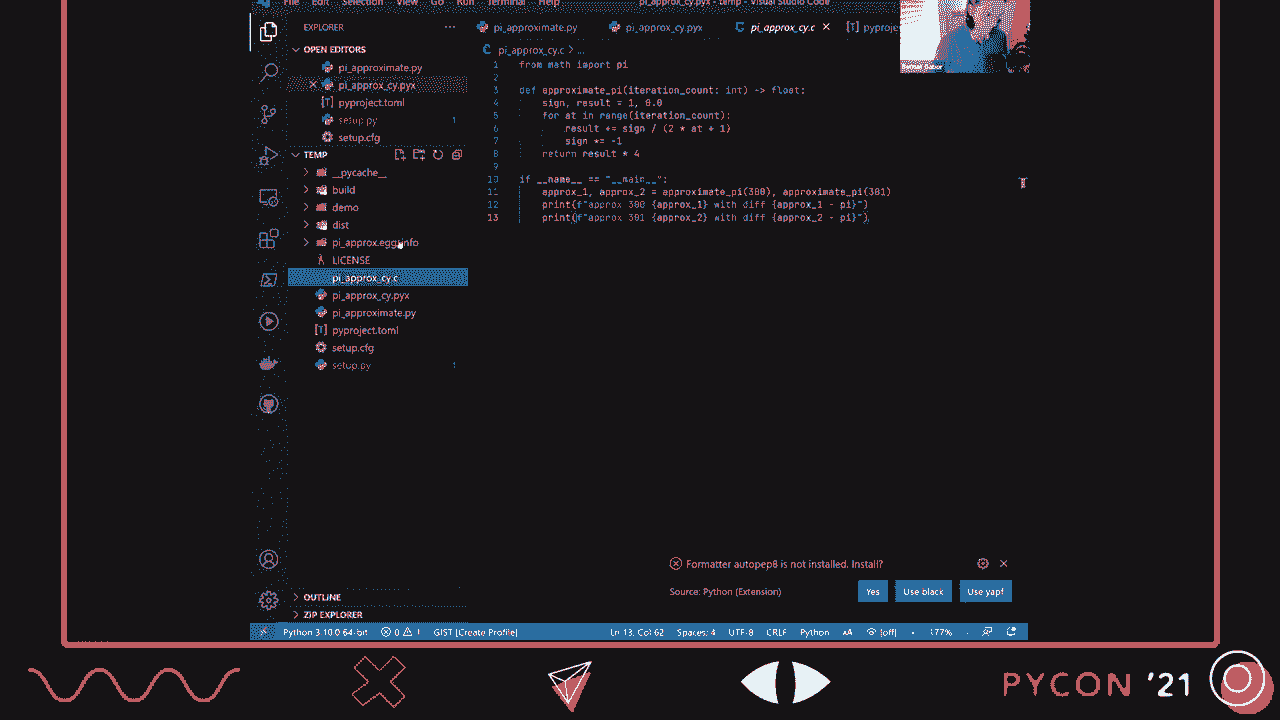 File Edit Selection View Go Run Terminal Help pi_approx_cy.pyx - temp - Visual Studio Code
EXPLORER ... pi_approximate.py pi_approx_cy.pyx pi_approx_cy.c
OPEN EDITORS
pi_approximate.py
pi_approx_cy.pyx
pyproject.toml
setup.py 1
setup.cfg
TEMP
__pycache__
build
demo
dist
pi_approx.egg-info
LICENSE
pi_approx_cy.c
pi_approx_cy.pyx
pi_approximate.py
pyproject.toml
setup.cfg
setup.py 1
OUTLINE
ZIP EXPLORER
pi_approx_cy.c > ...
1 from math import pi
2
3 def approximate_pi(iteration_count: int) -> float:
4 sign, result = 1, 0.0
5 for at in range(iteration_count):
6 result += sign / (2 * at + 1)
7 sign *= -1
8 return result * 4
9
10 if __name__ == "__main__":
11 approx_1, approx_2 = approximate_pi(300), approximate_pi(301)
12 print(f"approx 300 {approx_1} with diff {approx_1 - pi}")
13 print(f"approx 301 {approx_2} with diff {approx_2 - pi}")
Formatter autopep8 is not installed. Install?
Source: Python (Extension) Yes Use black Use yapf
Python 3.10.0 64-bit 0 1 GIST [Create Profile] Ln 13, Col 62 Spaces: 4 UTF-8 CRLF Python [off] 177%
PYCON '21